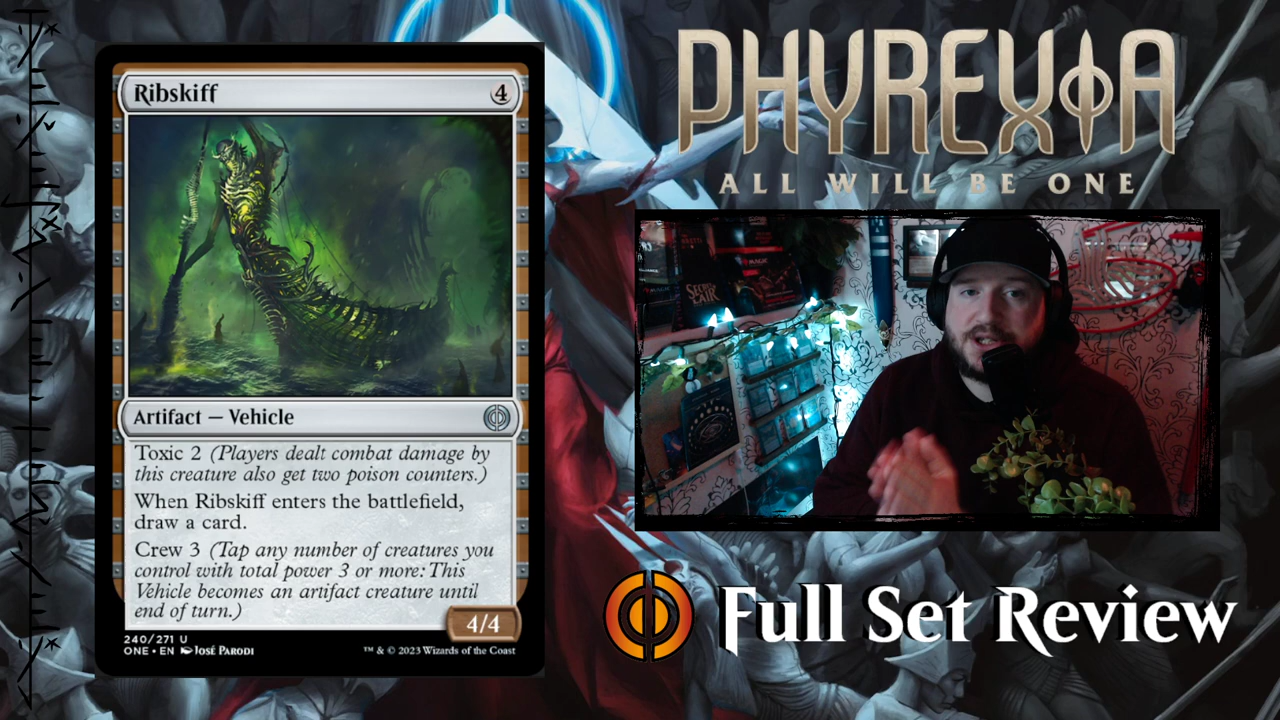 Ribskiff 4
Artifact — Vehicle
Toxic 2 (Players dealt combat damage by
this creature also get two poison counters.)
When Ribskiff enters the battlefield,
draw a card.
Crew 3 (Tap any number of creatures you
control with total power 3 or more: This
Vehicle becomes an artifact creature until
end of turn.)
4/4
240/271 U
ONE • EN José Parodi
™ & © 2023 Wizards of the Coast
PHYREXIA
ALL WILL BE ONE
SECRET
LAIR
Full Set Review